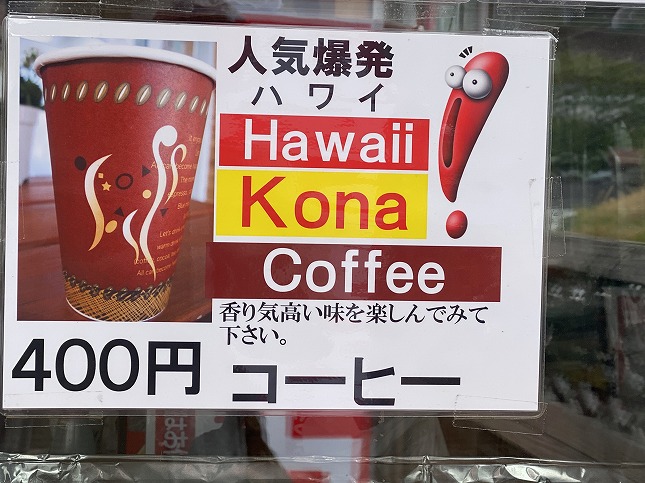 人気爆発
ハワイ
Hawaii
Kona
Coffee
香り気高い味を楽しんでみて
下さい。
400円
コーヒー